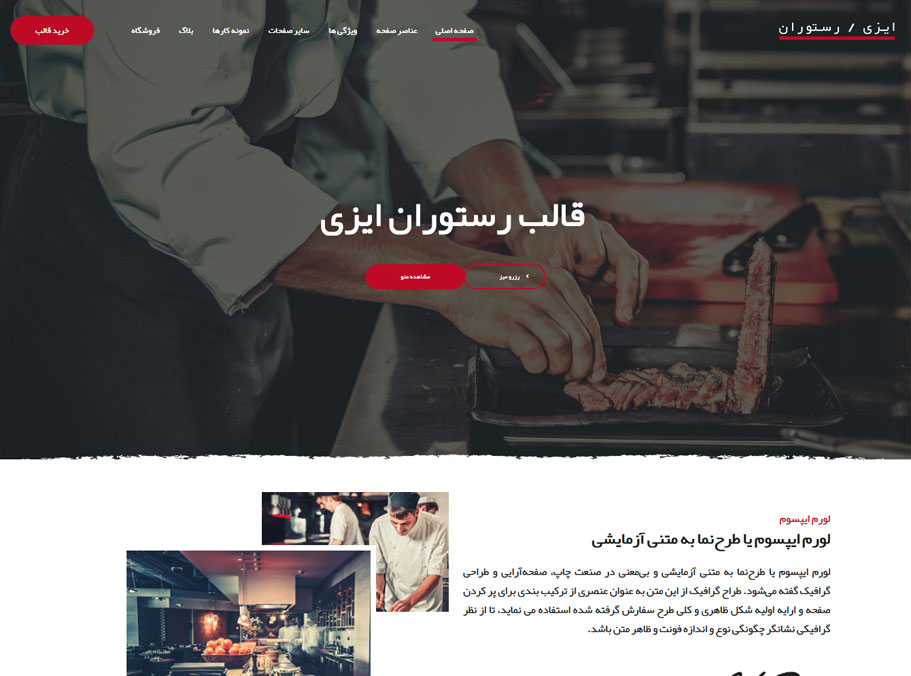 ایزی / رستوران
صفحه اصلی عناصر صفحه ویژگی ها سایر صفحات نمونه کارها بلاگ فروشگاه
خرید قالب
قالب رستوران ایزی
رزرو میز
مشاهده منو
لورم ایپسوم
لورم ایپسوم یا طرح‌نما به متنی آزمایشی
لورم ایپسوم یا طرح‌نما به متنی آزمایشی و بی‌معنی در صنعت چاپ، صفحه‌آرایی و طراحی
گرافیک گفته می‌شود. طراح گرافیک از این متن به عنوان عنصری از ترکیب بندی برای پر کردن
صفحه و ارایه اولیه شکل ظاهری و کلی طرح سفارش گرفته شده استفاده می نماید، تا از نظر
گرافیکی نشانگر چگونگی نوع و اندازه فونت و ظاهر متن باشد.